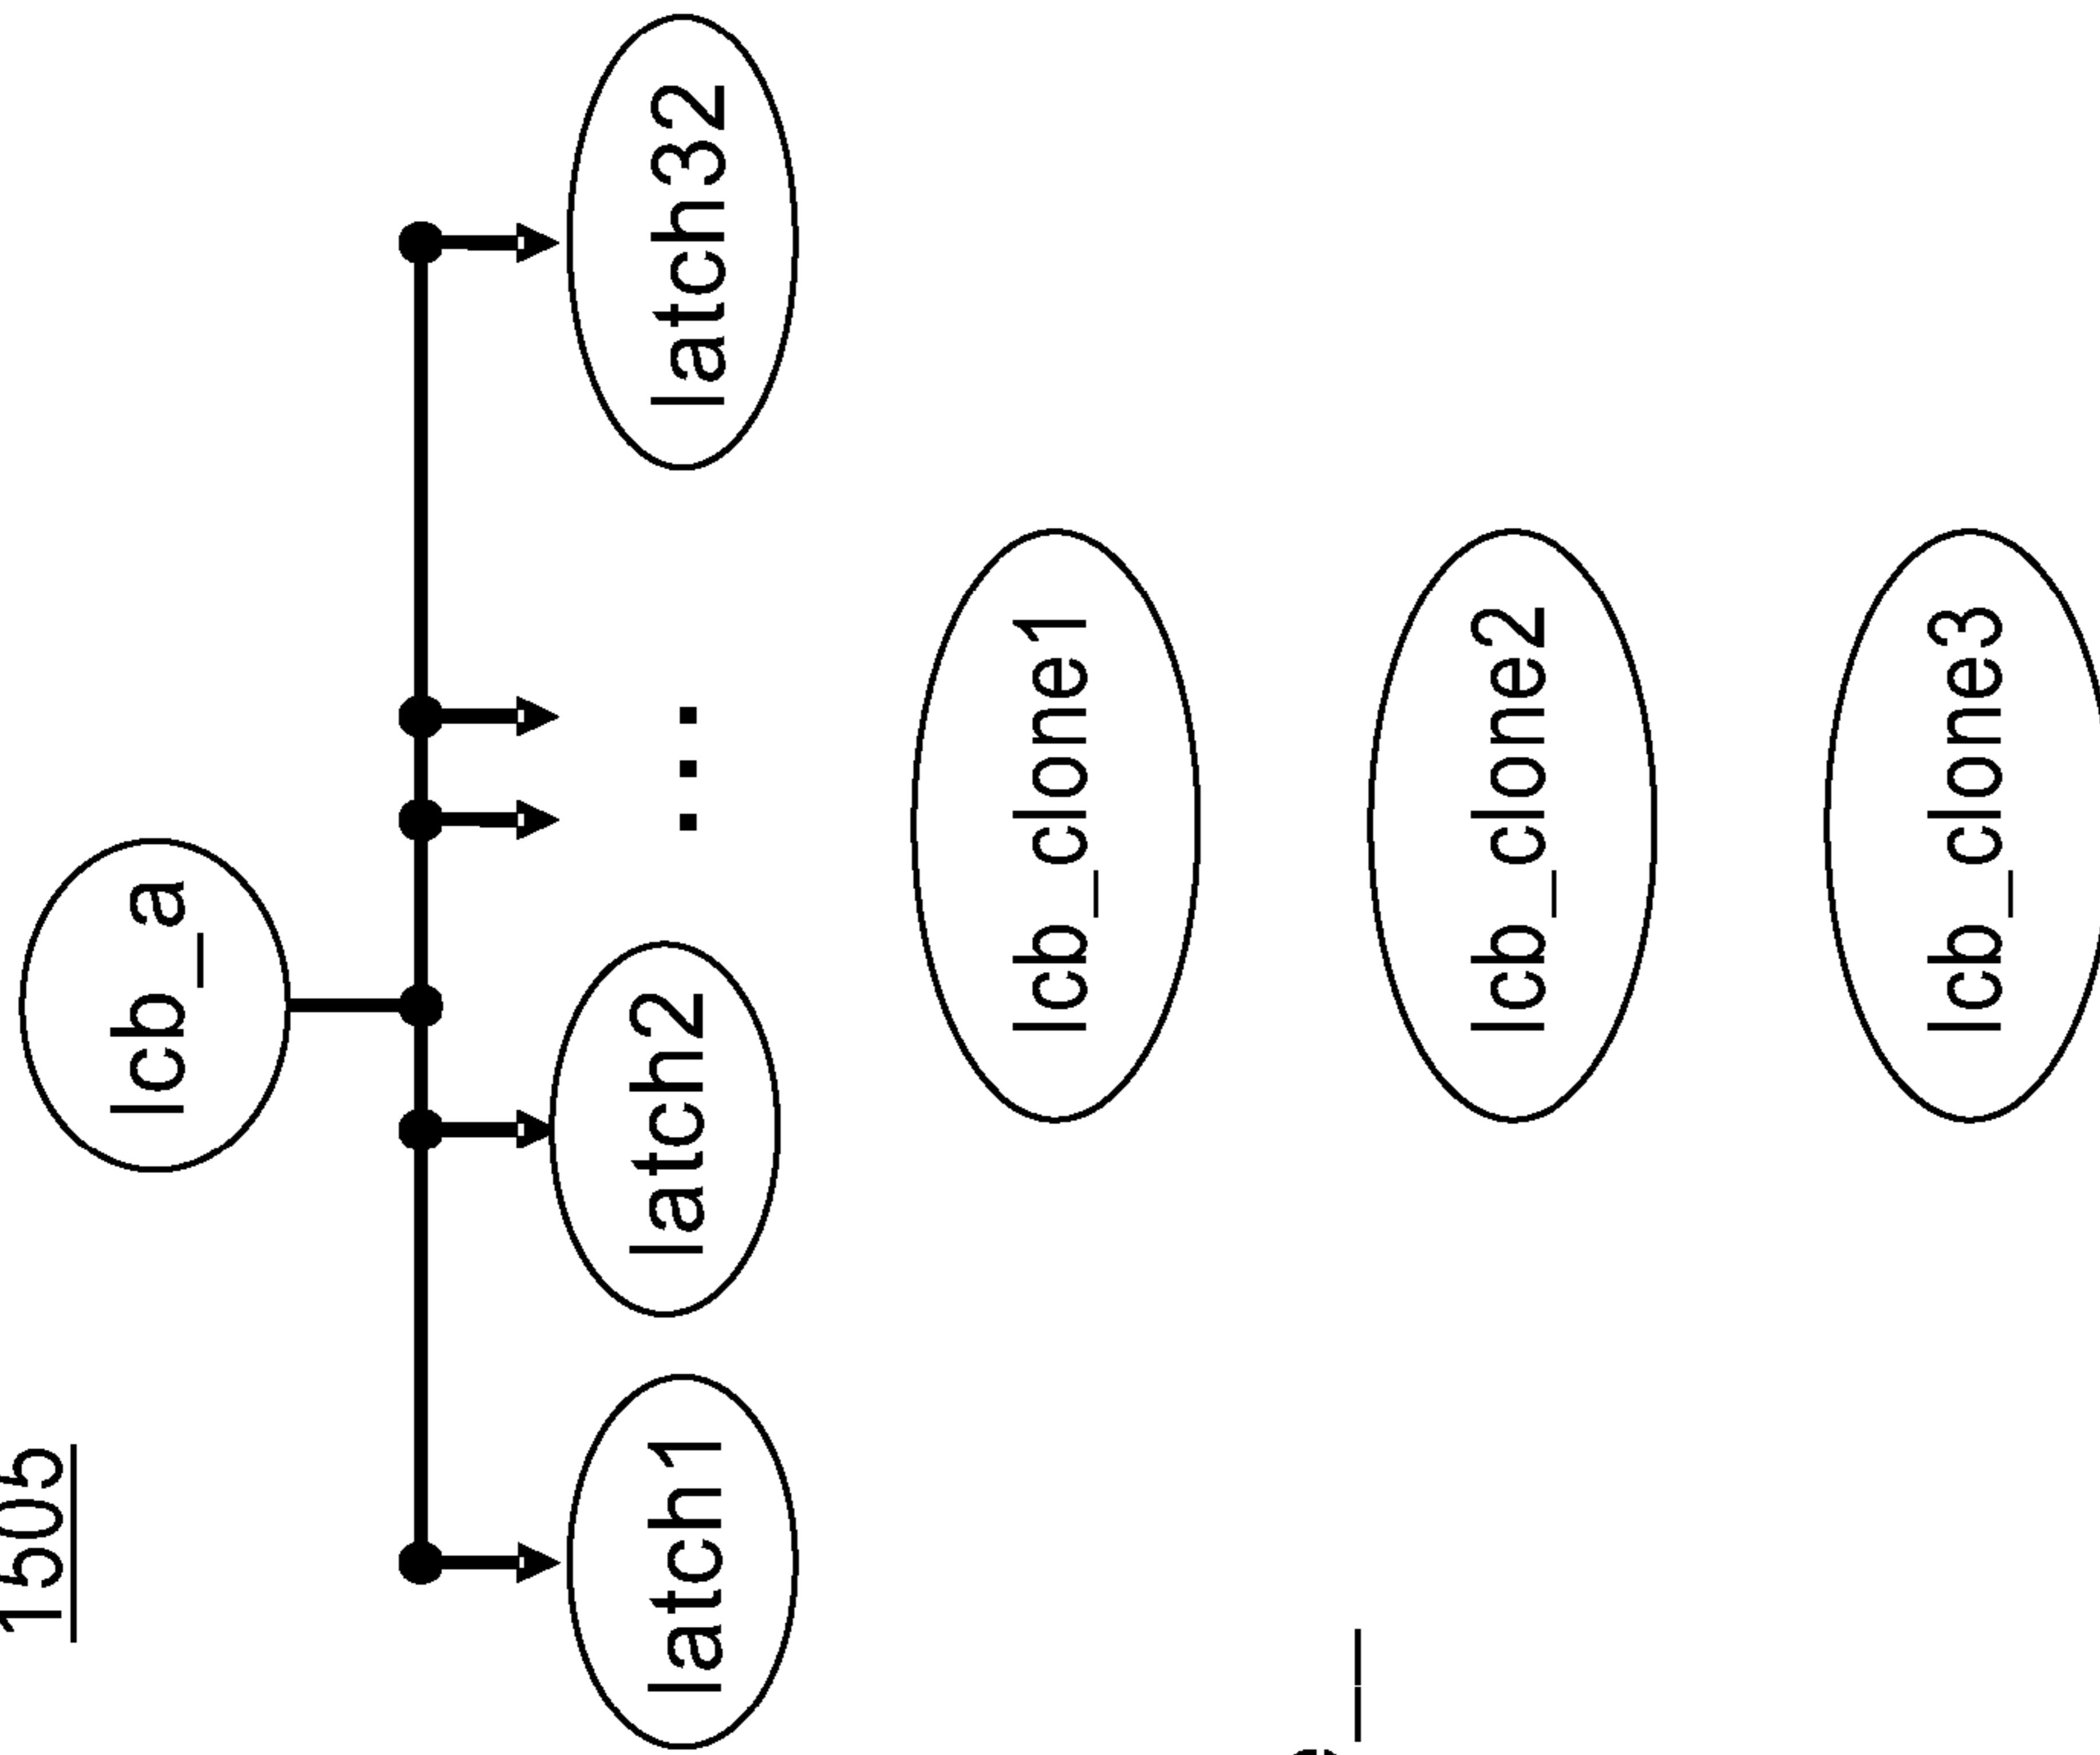 1505
lcb_a
latch1
latch2
...
latch32
lcb_clone1
lcb_clone2
lcb_clone3